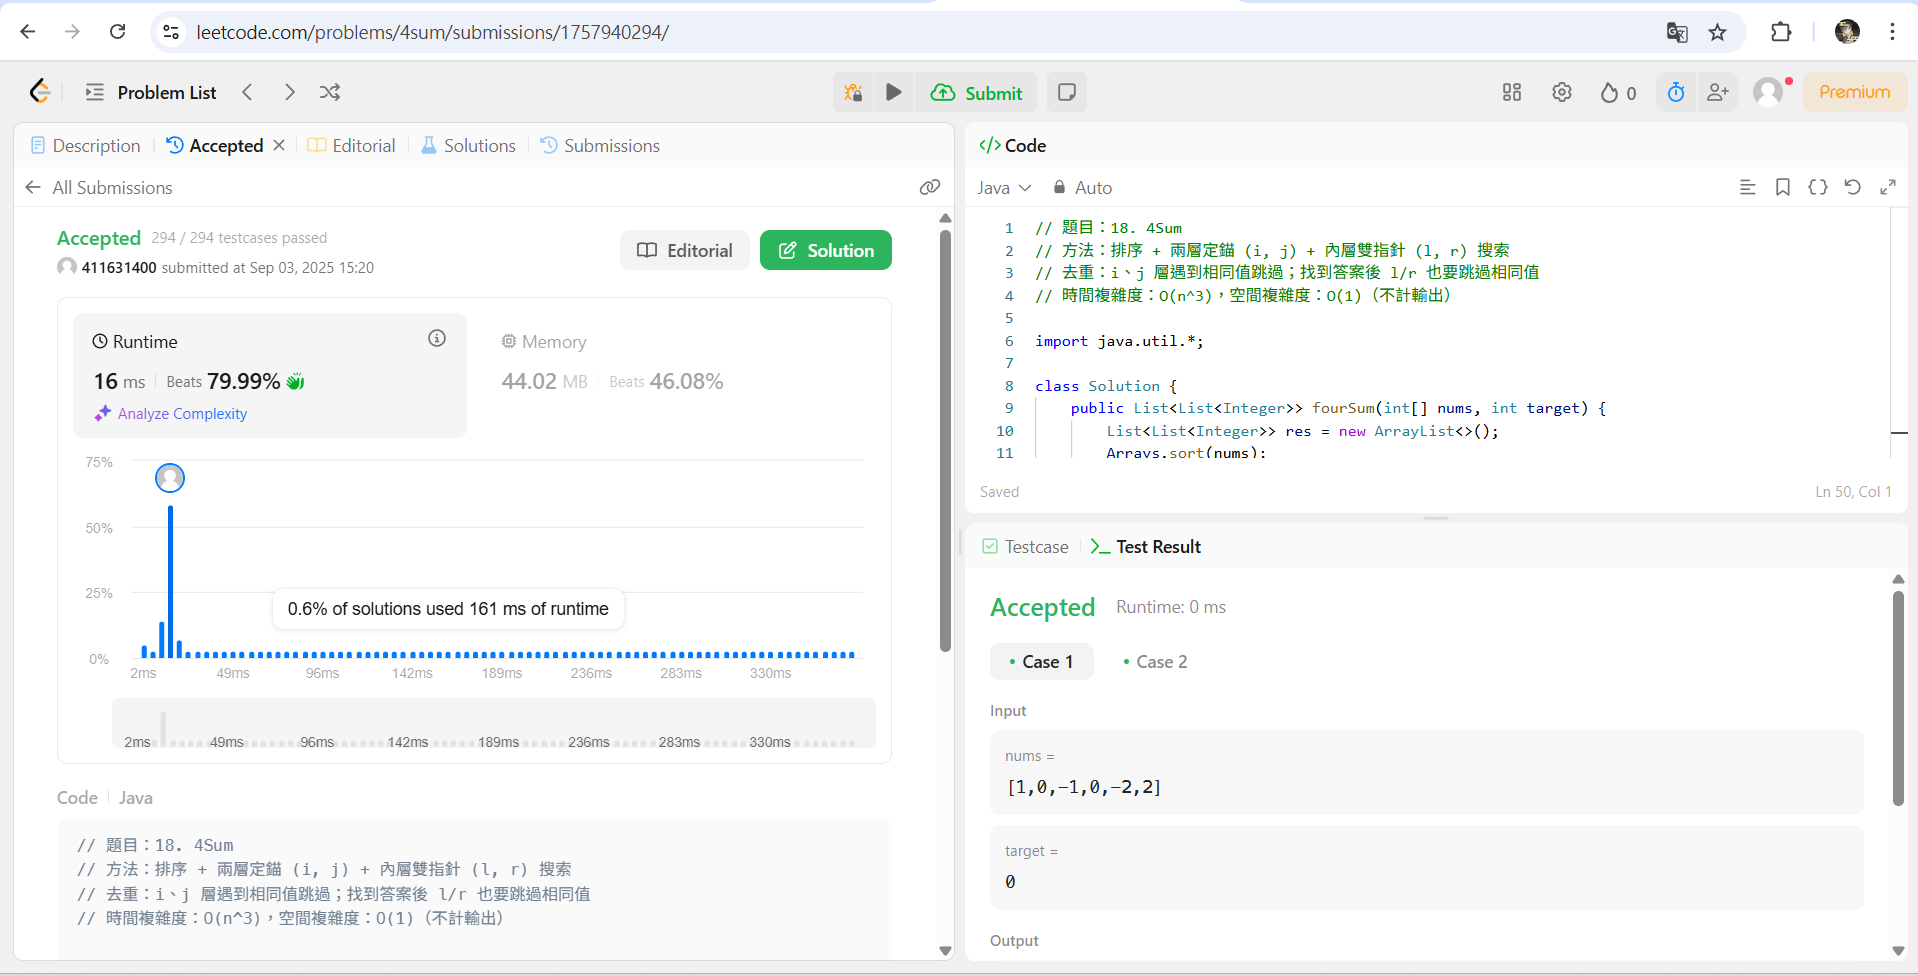 leetcode.com/problems/4sum/submissions/1757940294/
Problem List
Submit
0
Premium
Description
Accepted
Editorial
Solutions
Submissions
All Submissions
Accepted 294 / 294 testcases passed
411631400 submitted at Sep 03, 2025 15:20
Editorial
Solution
Runtime
16 ms Beats 79.99%
Analyze Complexity
Memory
44.02 MB Beats 46.08%
75%
50%
25%
0%
0.6% of solutions used 161 ms of runtime
2ms 49ms 96ms 142ms 189ms 236ms 283ms 330ms
2ms 49ms 96ms 142ms 189ms 236ms 283ms 330ms
Code Java
// 題目：18. 4Sum
// 方法：排序 + 兩層定錨 (i, j) + 內層雙指針 (l, r) 搜索
// 去重：i、j 層遇到相同值跳過；找到答案後 l/r 也要跳過相同值
// 時間複雜度：O(n^3)，空間複雜度：O(1)（不計輸出）
Code
Java
Auto
1 // 題目：18. 4Sum
2 // 方法：排序 + 兩層定錨 (i, j) + 內層雙指針 (l, r) 搜索
3 // 去重：i、j 層遇到相同值跳過；找到答案後 l/r 也要跳過相同值
4 // 時間複雜度：O(n^3)，空間複雜度：O(1)（不計輸出）
5
6 import java.util.*;
7
8 class Solution {
9 public List<List<Integer>> fourSum(int[] nums, int target) {
10 List<List<Integer>> res = new ArrayList<>();
11 Arrays.sort(nums);
Saved
Ln 50, Col 1
Testcase
Test Result
Accepted Runtime: 0 ms
Case 1
Case 2
Input
nums =
[1,0,-1,0,-2,2]
target =
0
Output